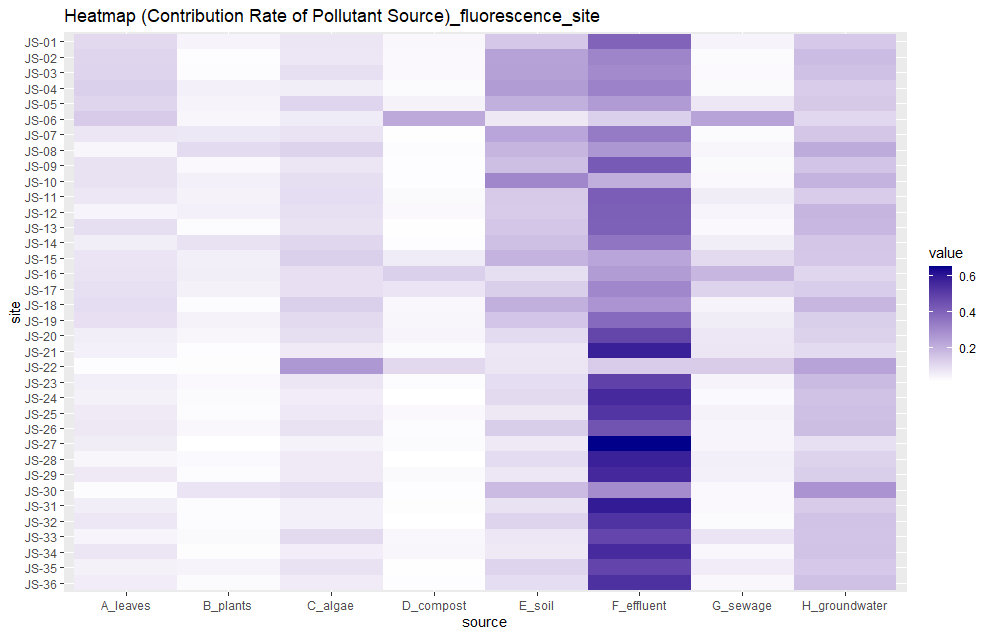 Heatmap (Contribution Rate of Pollutant Source)_fluorescence_site
JS-01
JS-02
JS-03
JS-04
JS-05
JS-06
JS-07
JS-08
JS-09
JS-10
JS-11
JS-12
JS-13
JS-14
JS-15
JS-16
JS-17
JS-18
JS-19
JS-20
JS-21
JS-22
JS-23
JS-24
JS-25
JS-26
JS-27
JS-28
JS-29
JS-30
JS-31
JS-32
JS-33
JS-34
JS-35
JS-36
site
A_leaves B_plants C_algae D_compost E_soil F_effluent G_sewage H_groundwater
source
value
0.6
0.4
0.2